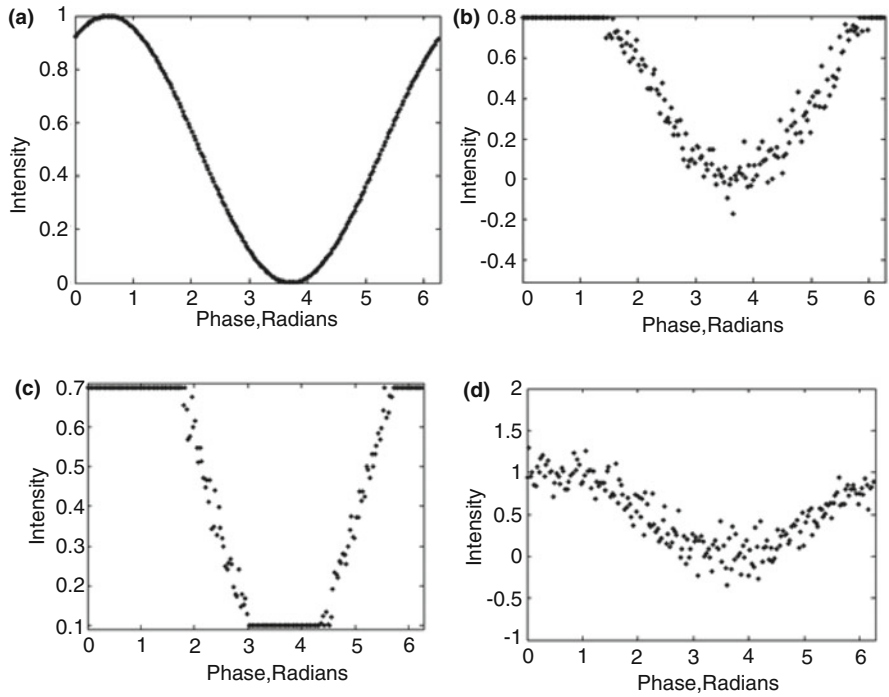 (a)
1
0.8
0.6
0.4
0.2
0
Intensity
0 1 2 3 4 5 6
Phase,Radians
(b)
0.8
0.6
0.4
0.2
0
-0.2
-0.4
Intensity
0 1 2 3 4 5 6
Phase,Radians
(c)
0.7
0.6
0.5
0.4
0.3
0.2
0.1
Intensity
0 1 2 3 4 5 6
Phase,Radians
(d)
2
1.5
1
0.5
0
-0.5
-1
Intensity
0 1 2 3 4 5 6
Phase,Radians